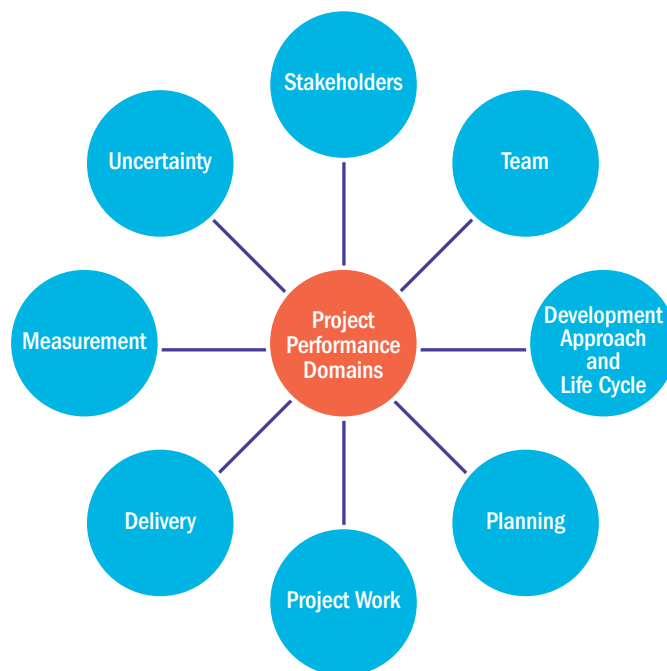 Stakeholders
Uncertainty
Team
Measurement
Project
Performance
Domains
Development
Approach
and
Life Cycle
Delivery
Planning
Project Work